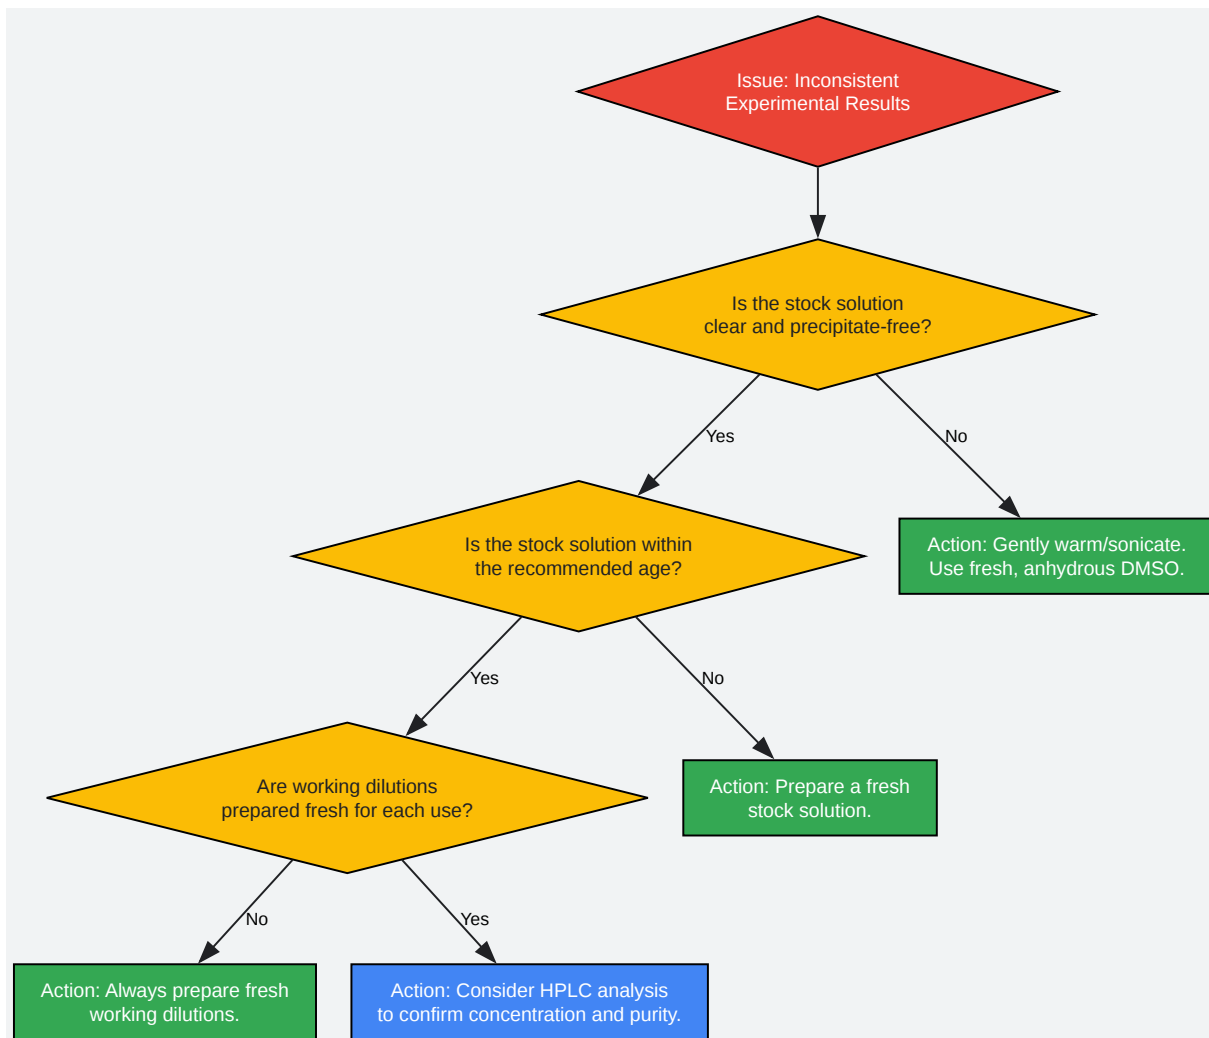 Issue: Inconsistent
Experimental Results
Is the stock solution
clear and precipitate-free?
Yes
No
Is the stock solution within
the recommended age?
Action: Gently warm/sonicate.
Use fresh, anhydrous DMSO.
Yes
No
Are working dilutions
prepared fresh for each use?
Action: Prepare a fresh
stock solution.
No
Yes
Action: Always prepare fresh
working dilutions.
Action: Consider HPLC analysis
to confirm concentration and purity.